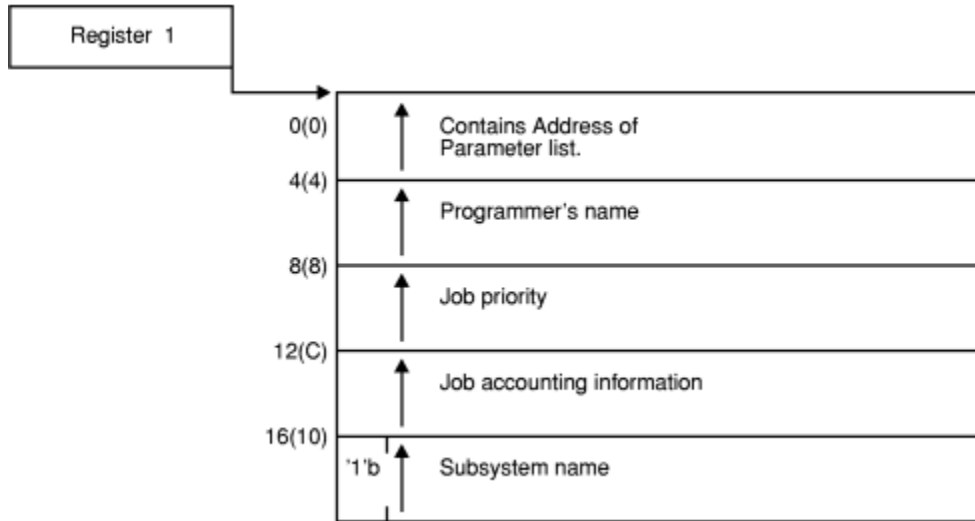 Register 1
0(0)
Contains Address of
Parameter list.
4(4)
Programmer's name
8(8)
Job priority
12(C)
Job accounting information
16(10)
'1'b
Subsystem name